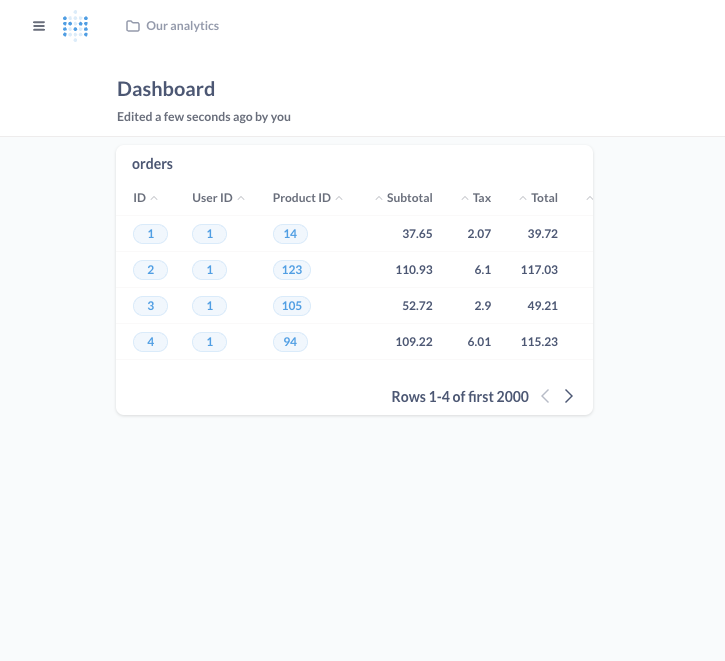 Our analytics
Dashboard
Edited a few seconds ago by you
orders
ID User ID Product ID Subtotal Tax Total
1 1 14 37.65 2.07 39.72
2 1 123 110.93 6.1 117.03
3 1 105 52.72 2.9 49.21
4 1 94 109.22 6.01 115.23
Rows 1-4 of first 2000